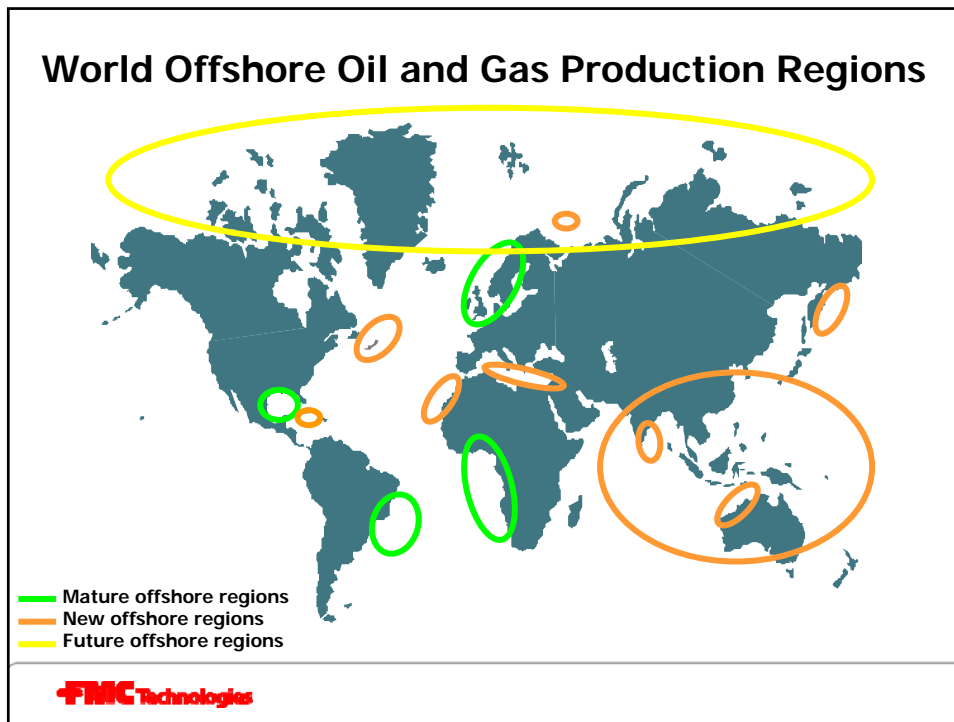 World Offshore Oil and Gas Production Regions
Mature offshore regions
New offshore regions
Future offshore regions
FMC Technologies